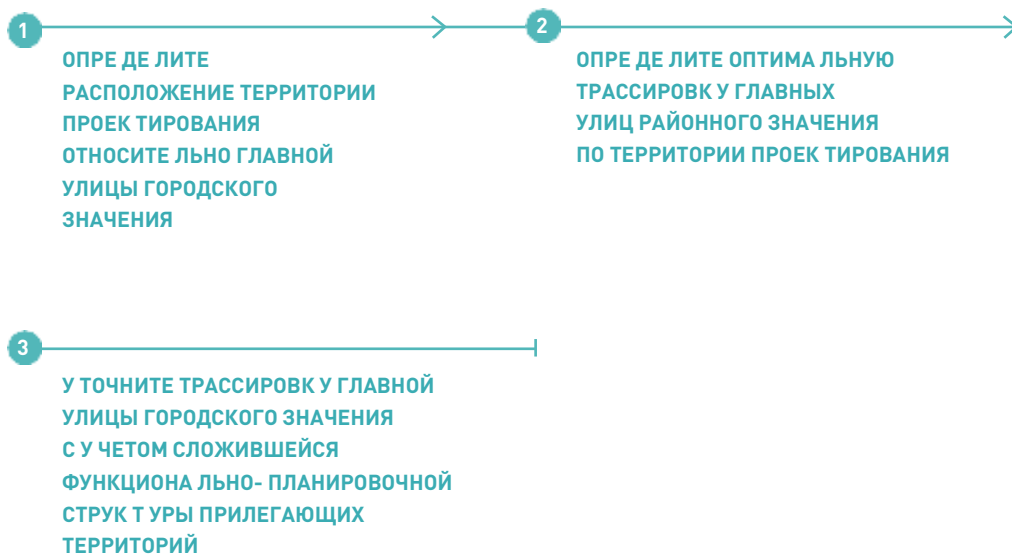 1
ОПРЕ ДЕ ЛИТЕ
РАСПОЛОЖЕНИЕ ТЕРРИТОРИИ
ПРОЕК ТИРОВАНИЯ
ОТНОСИТЕ ЛЬНО ГЛАВНОЙ
УЛИЦЫ ГОРОДСКОГО
ЗНАЧЕНИЯ
2
ОПРЕ ДЕ ЛИТЕ ОПТИМА ЛЬНУЮ
ТРАССИРОВК У ГЛАВНЫХ
УЛИЦ РАЙОННОГО ЗНАЧЕНИЯ
ПО ТЕРРИТОРИИ ПРОЕК ТИРОВАНИЯ
3
У ТОЧНИТЕ ТРАССИРОВК У ГЛАВНОЙ
УЛИЦЫ ГОРОДСКОГО ЗНАЧЕНИЯ
С У ЧЕТОМ СЛОЖИВШЕЙСЯ
ФУНКЦИОНА ЛЬНО- ПЛАНИРОВОЧНОЙ
СТРУК Т УРЫ ПРИЛЕГАЮЩИХ
ТЕРРИТОРИЙ